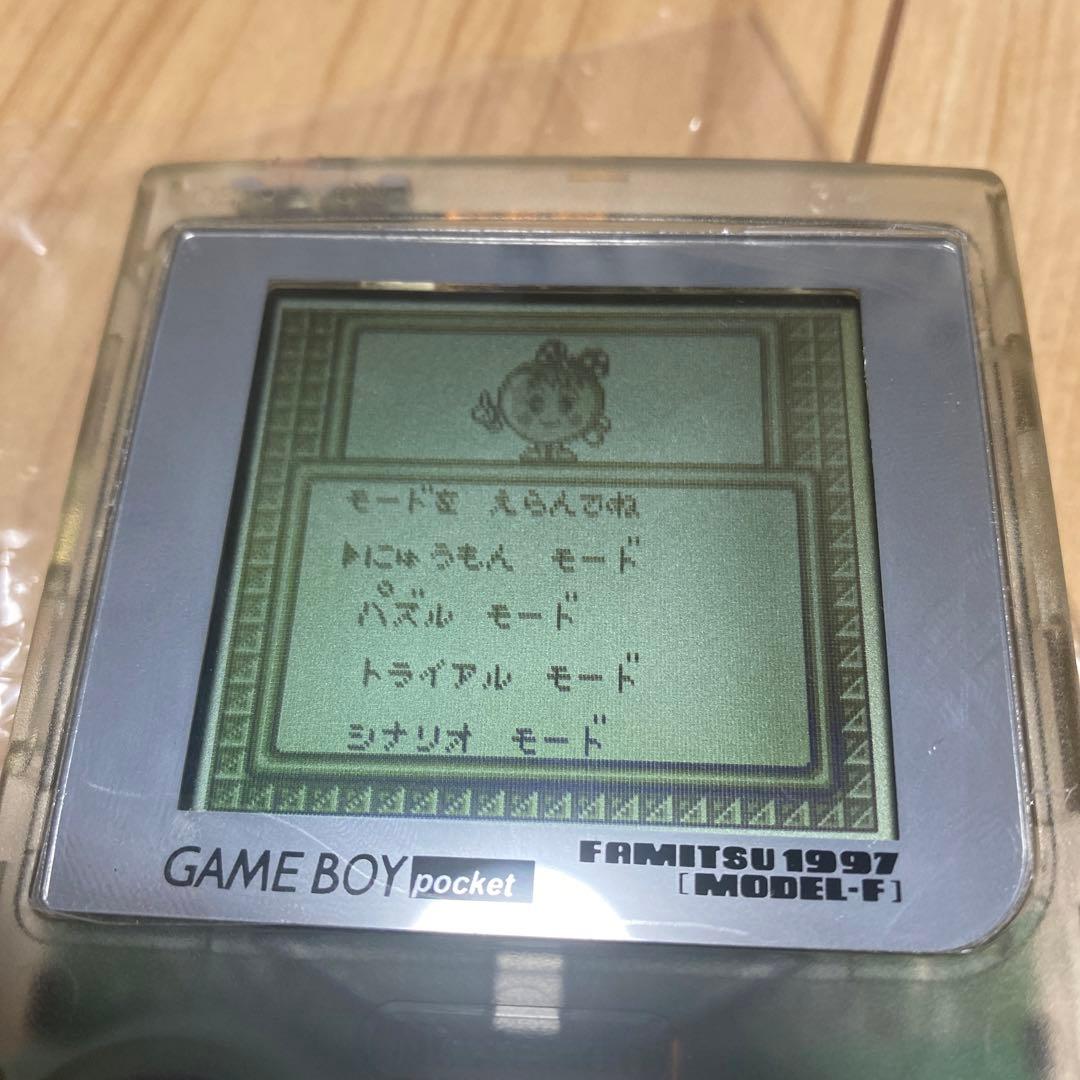 モードを えらんでね
▶にゅうもん モード
パズル モード
トライアル モード
シナリオ モード
GAME BOY pocket
FAMITSU 1997
[MODEL-F]